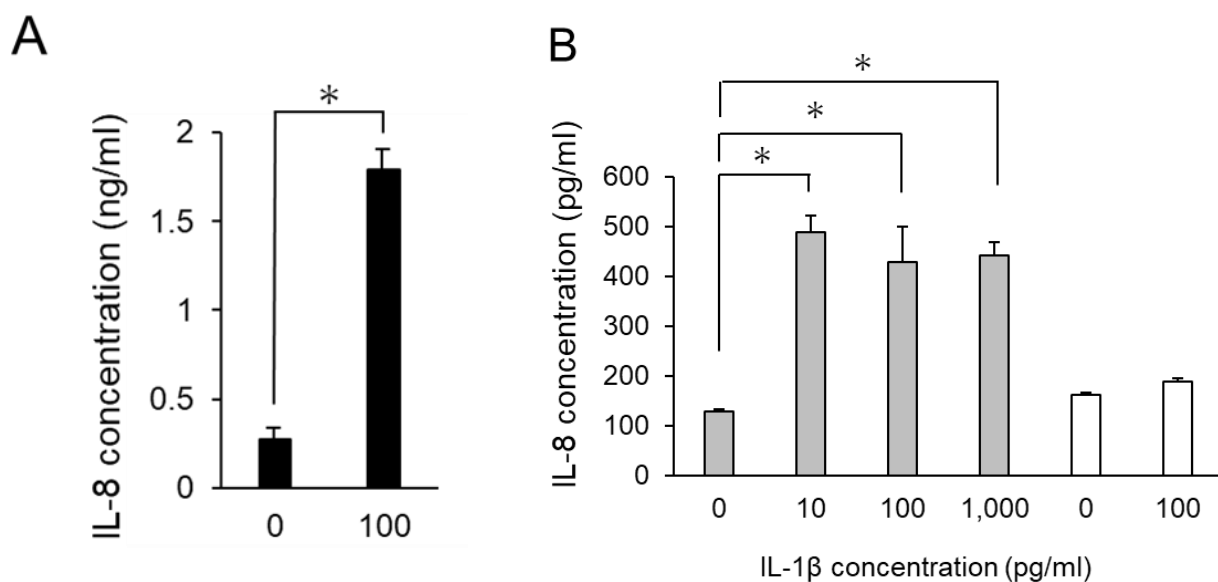 A
IL-8 concentration (ng/ml)
2
1.5
1
0.5
0
*
0 100
B
IL-8 concentration (pg/ml)
600
500
400
300
200
100
0
*
*
*
0 10 100 1,000 0 100
IL-1β concentration (pg/ml)